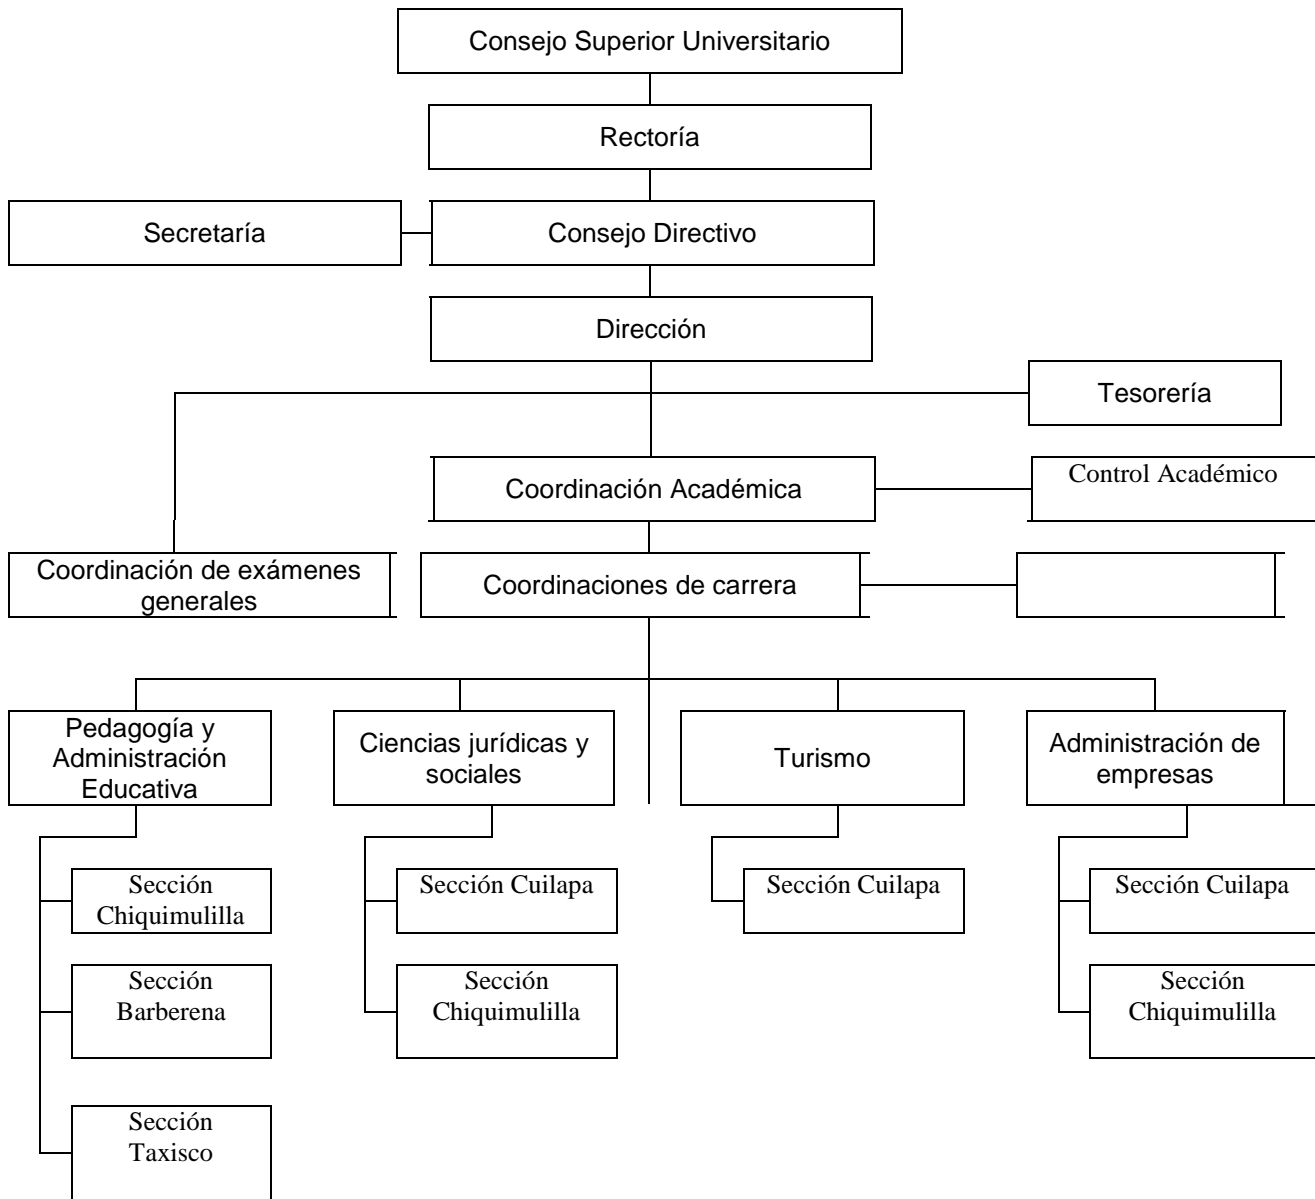 Consejo Superior Universitario
Rectoría
Secretaría
Consejo Directivo
Dirección
Tesorería
Coordinación Académica
Control Académico
Coordinación de exámenes
generales
Coordinaciones de carrera
Pedagogía y
Administración
Educativa
Ciencias jurídicas y
sociales
Turismo
Administración de
empresas
Sección
Chiquimulilla
Sección Cuilapa
Sección Cuilapa
Sección Cuilapa
Sección
Barberena
Sección
Chiquimulilla
Sección
Chiquimulilla
Sección
Taxisco